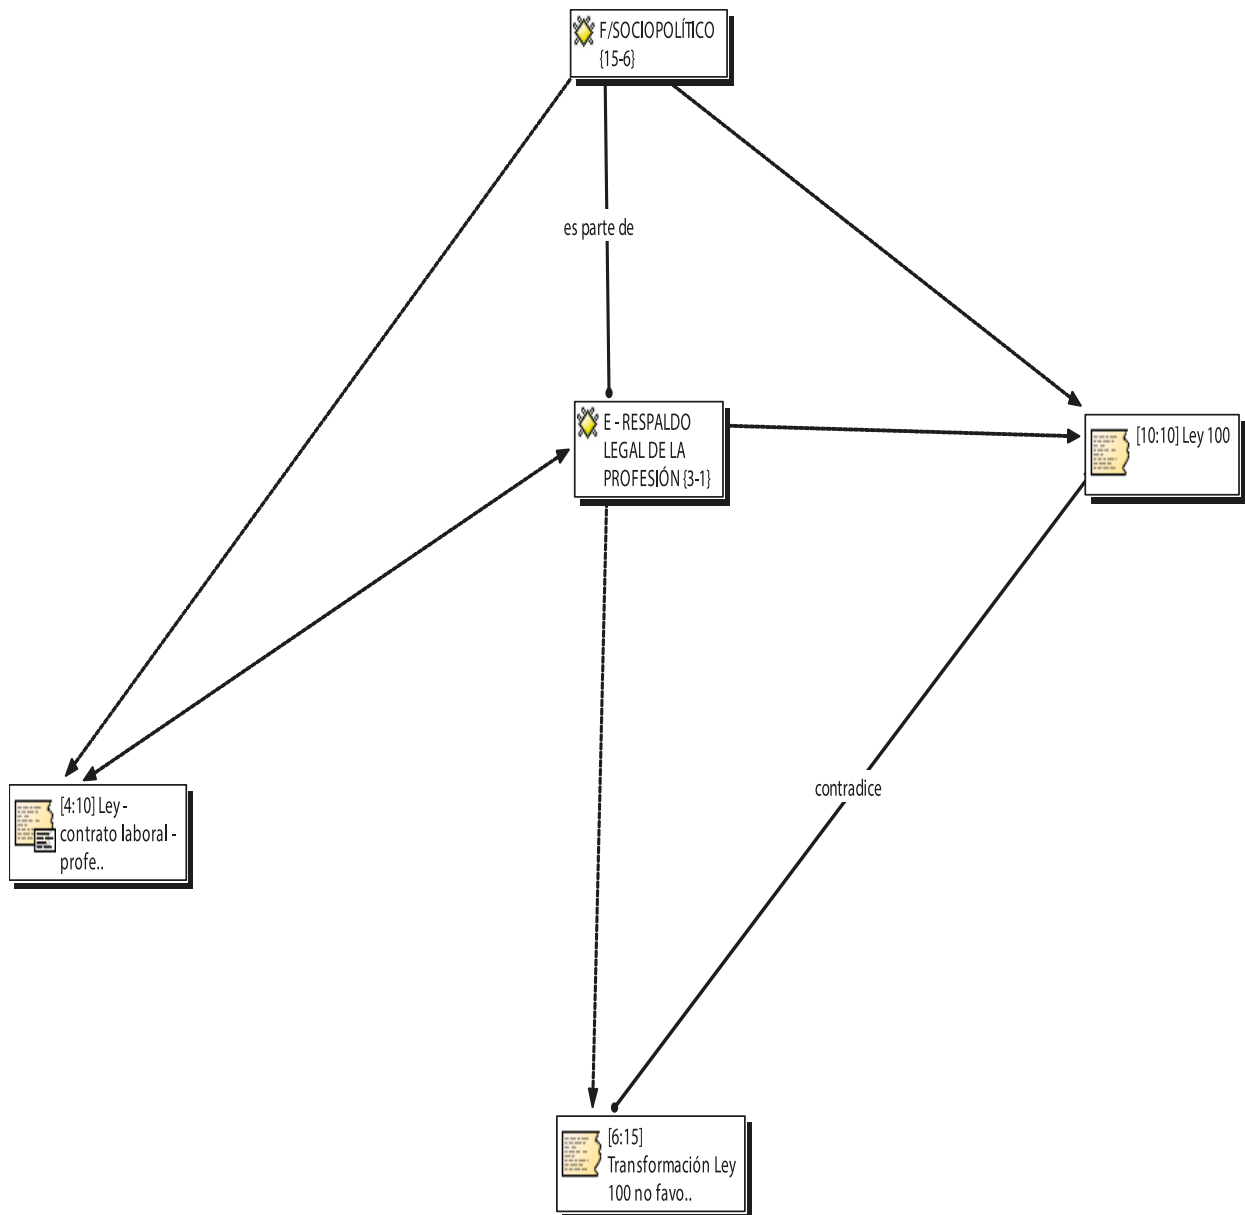 F/SOCIOPOLÍTICO
{15-6}
es parte de
E - RESPALDO
LEGAL DE LA
PROFESIÓN {3-1}
[10:10] Ley 100
[4:10] Ley -
contrato laboral -
profe..
contradice
[6:15]
Transformación Ley
100 no favo..